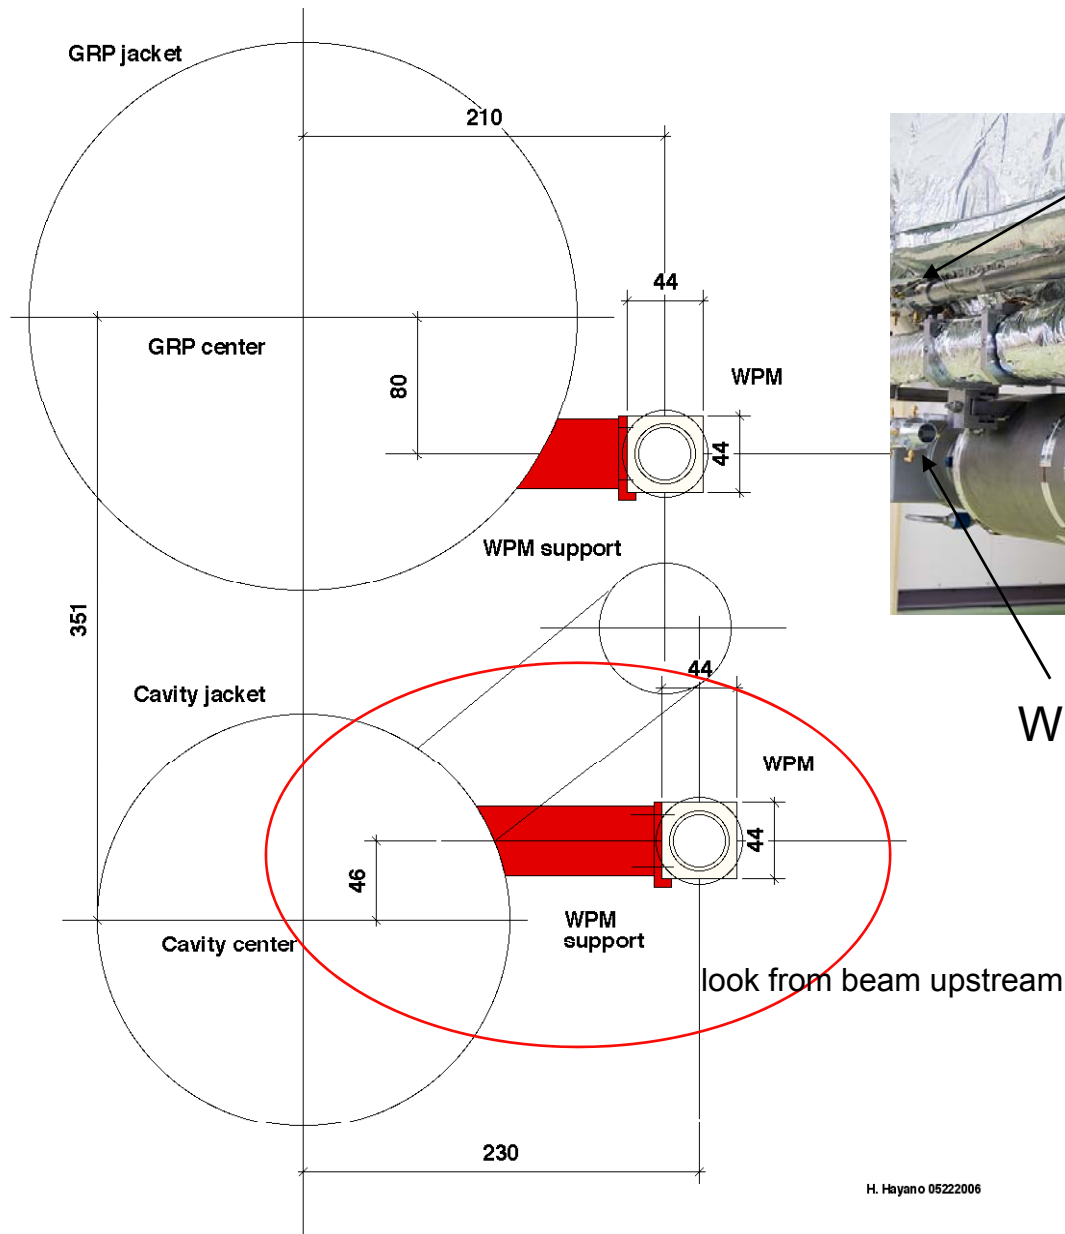 GRP jacket
210
44
GRP center
80
WPM
44
WPM support
351
44
Cavity jacket
W
WPM
44
46
WPM
support
Cavity center
look from beam upstream
230
H. Hayano 05222006